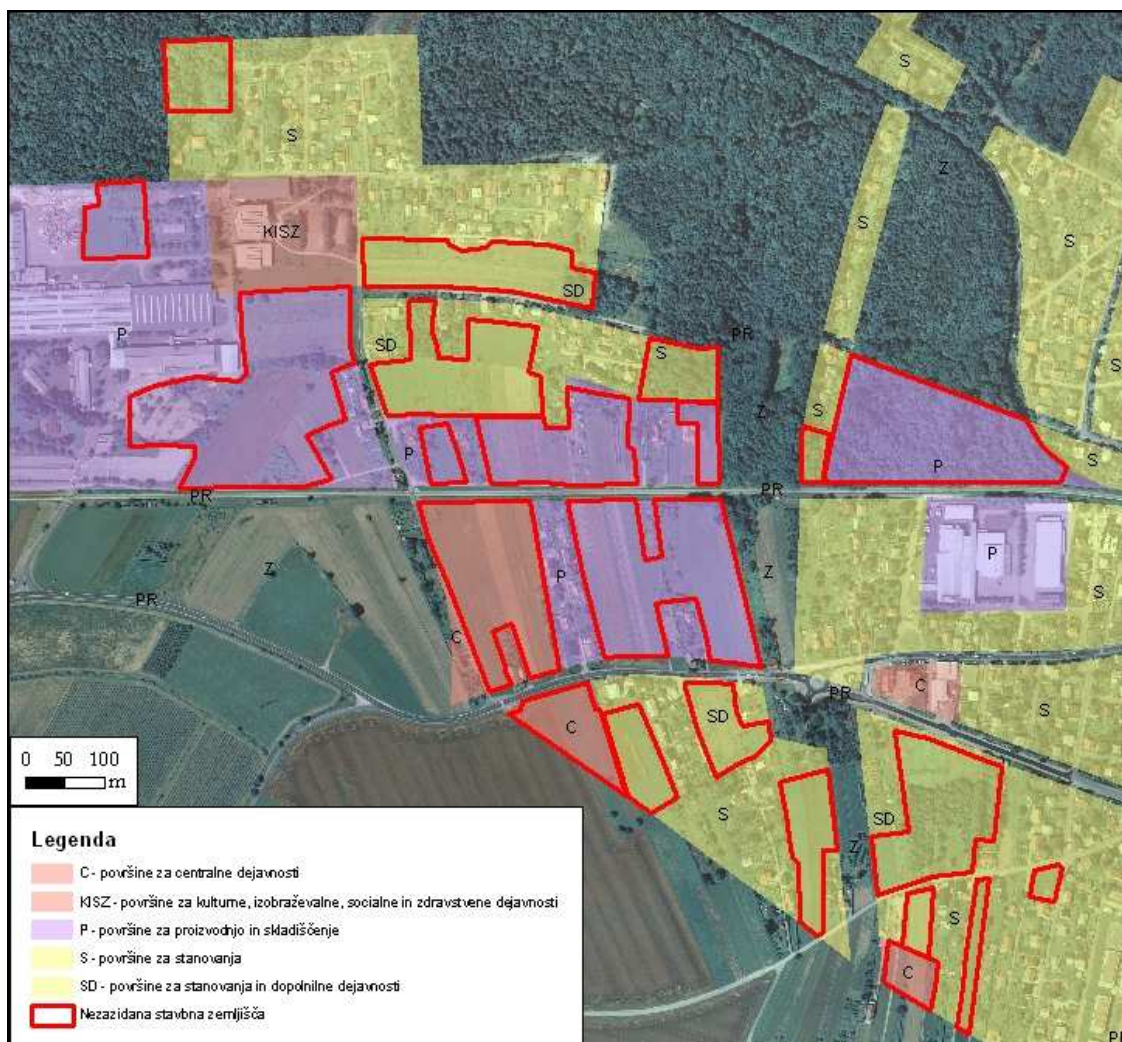 S
S
Z
S
S
KISZ
SD
P
SD
S
PR
S
S
Z
S
P
P
S
PR
PR
P
Z
PR
P
Z
S
C
C
PR
S
C
SD
S
SD
Z
S
C
PR
0 50 100
m
Legenda
C - površine za centralne dejavnosti
KISZ - površine za kulturne, izobraževalne, socialne in zdravstvene dejavnosti
P - površine za proizvodnjo in skladiščenje
S - površine za stanovanja
SD - površine za stanovanja in dopolnilne dejavnosti
Nezazidana stavbna zemljišča